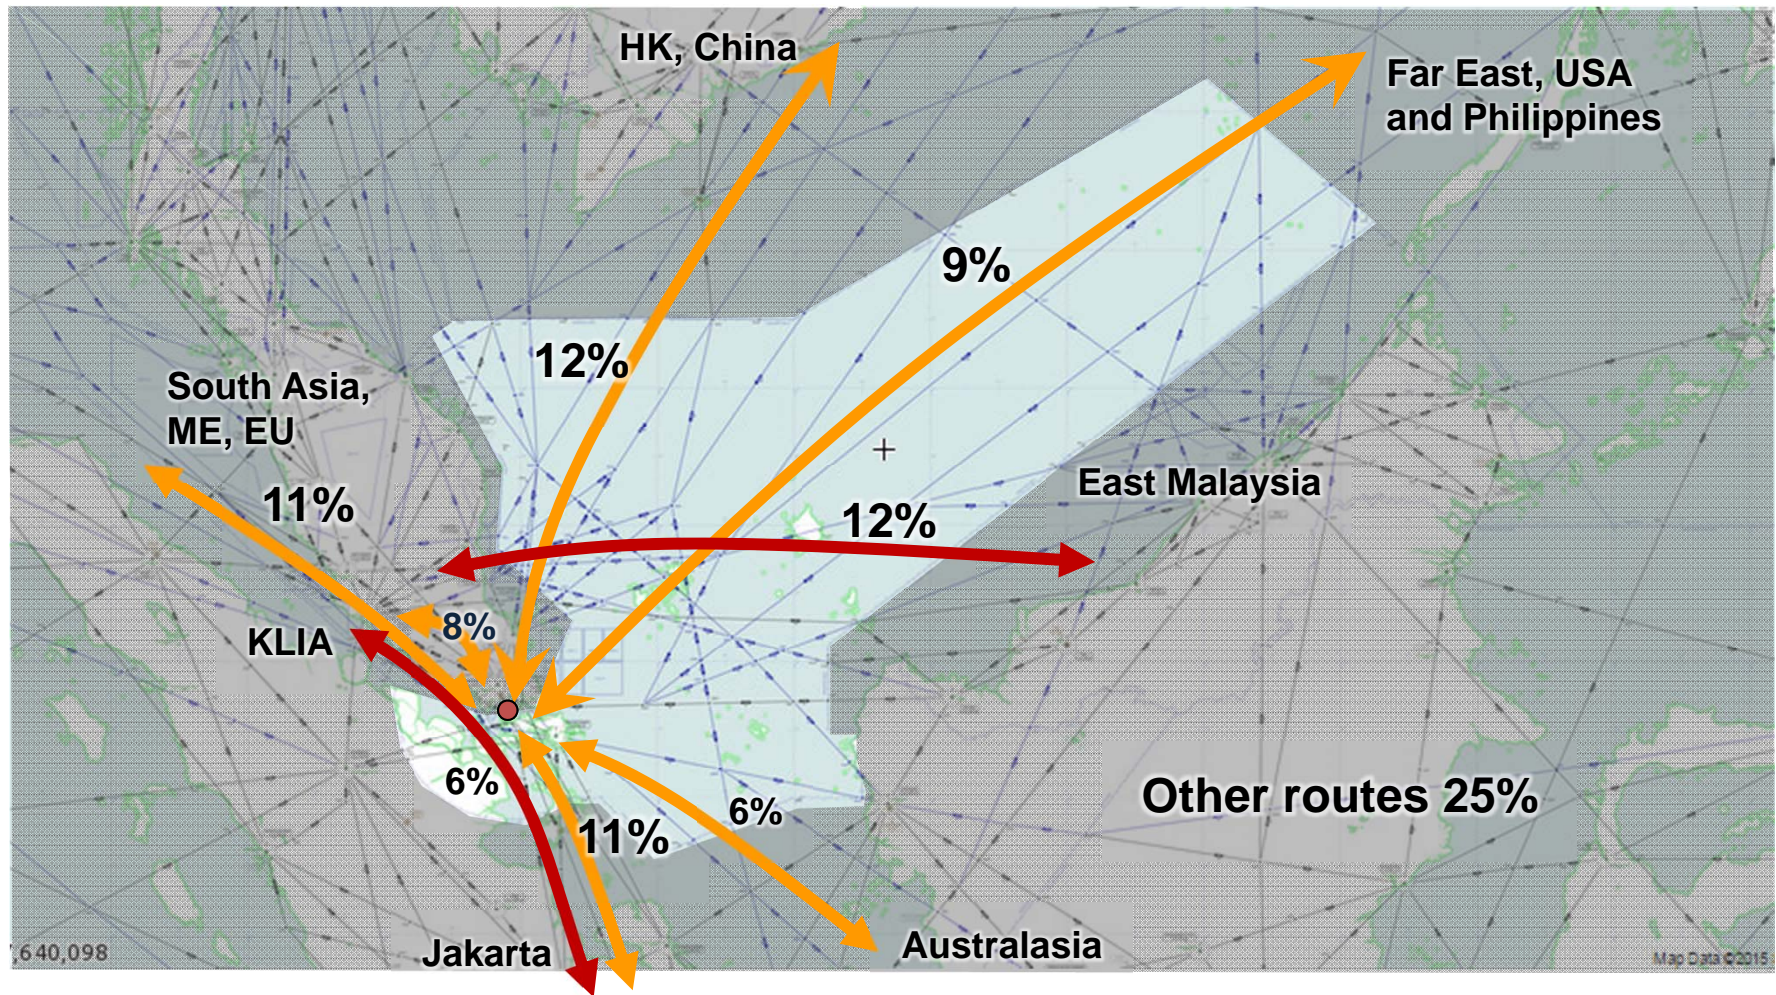 HK, China
Far East, USA
and Philippines
9%
12%
South Asia,
ME, EU
11%
East Malaysia
12%
8%
KLIA
6%
Other routes 25%
6%
11%
Jakarta
Australasia
,640,098
Map Data ©2015